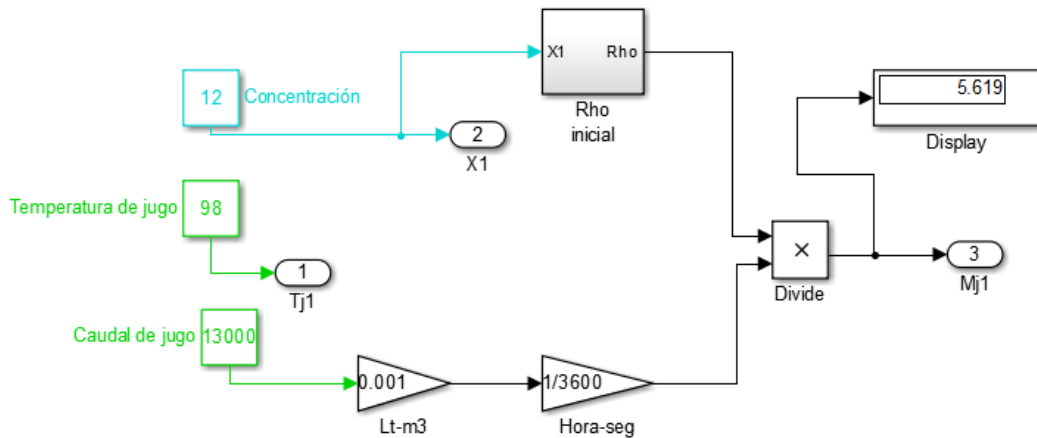 X1
Rho
Rho
inicial
12
Concentración
2
X1
5.619
Display
Temperatura de jugo
98
1
Tj1
×
Divide
3
Mj1
Caudal de jugo
13000
0.001
Lt-m3
1/3600
Hora-seg